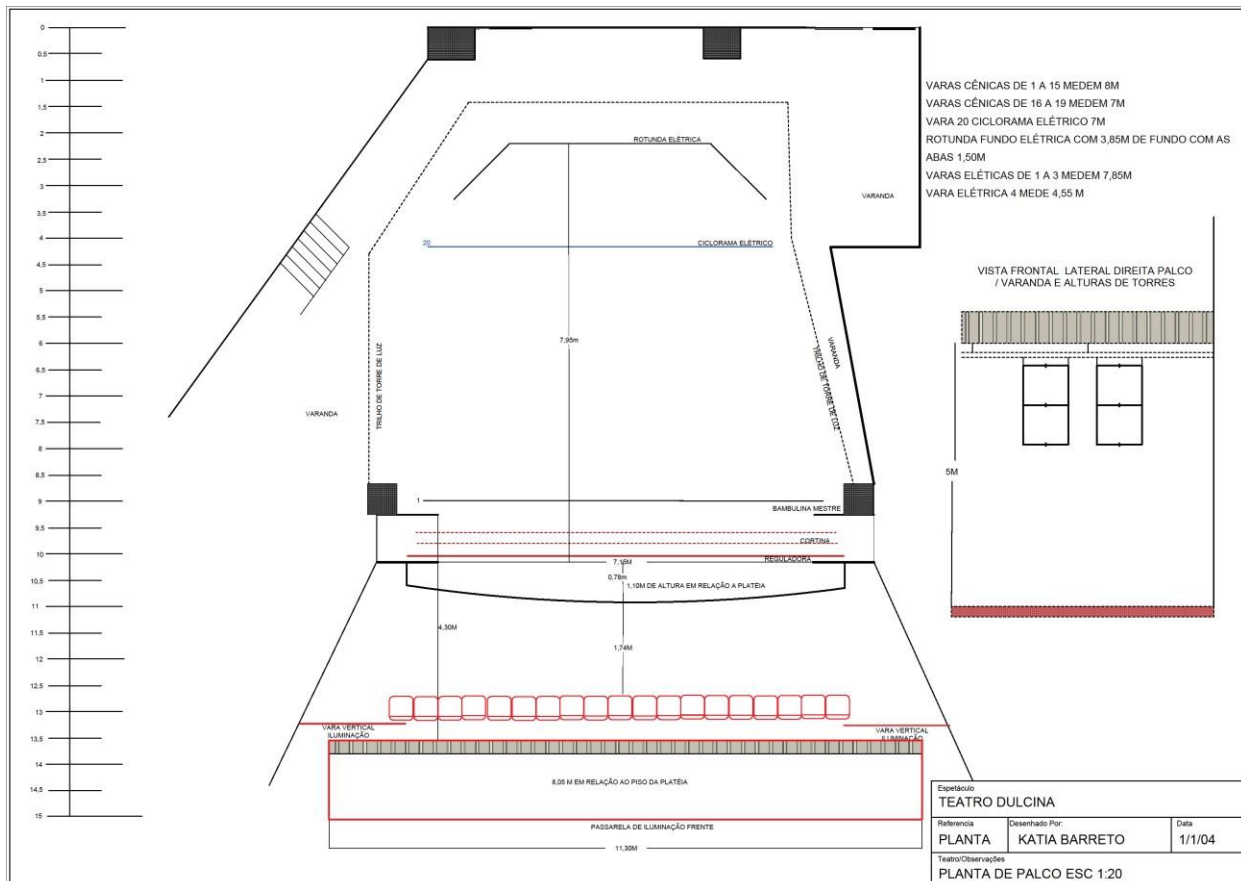 0
0,5
1
1,5
2
2,5
3
3,5
4
4,5
5
5,5
6
6,5
7
7,5
8
8,5
9
9,5
10
10,5
11
11,5
12
12,5
13
13,5
14
14,5
15
VARAS CÊNICAS DE 1 A 15 MEDEM 8M
VARAS CÊNICAS DE 16 A 19 MEDEM 7M
VARA 20 CICLORAMA ELÉTRICO 7M
ROTUNDA FUNDO ELÉTRICA COM 3,85M DE FUNDO COM AS
ABAS 1,50M
VARAS ELÉTICAS DE 1 A 3 MEDEM 7,85M
VARA ELÉTRICA 4 MEDE 4,55 M
ROTUNDA ELÉTRICA
VARANDA
20
CICLORAMA ELÉTRICO
7,95m
TRILHO DE TORRE DE LUZ
VARANDA
TRILHO DE TORRE DE LUZ
VARANDA
1
BAMBULINA MESTRE
CORTINA
REGULADORA
7,15M
0,78m
1,10M DE ALTURA EM RELAÇÃO A PLATÉIA
4,30M
1,74M
VARA VERTICAL
ILUMINAÇÃO
VARA VERTICAL
ILUMINAÇÃO
8,05 M EM RELAÇÃO AO PISO DA PLATÉIA
PASSARELA DE ILUMINAÇÃO FRENTE
11,30M
VISTA FRONTAL LATERAL DIREITA PALCO
/ VARANDA E ALTURAS DE TORRES
5M
Espetáculo
TEATRO DULCINA
Referencia
PLANTA
Desenhado Por:
KATIA BARRETO
Data
1/1/04
Teatro/Observações
PLANTA DE PALCO ESC 1:20